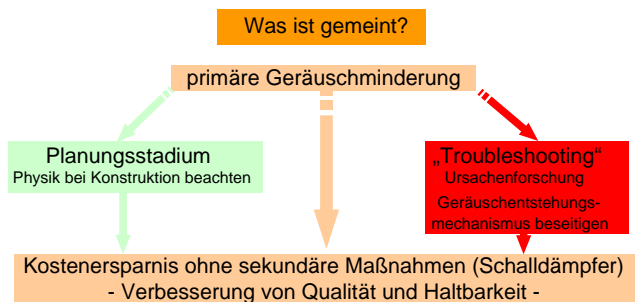 Was ist gemeint?
primäre Geräuschminderung
Planungsstadium
Physik bei Konstruktion beachten
„Troubleshooting“
Ursachenforschung
Geräuschentstehungs-
mechanismus beseitigen
Kostenersparnis ohne sekundäre Maßnahmen (Schalldämpfer)
- Verbesserung von Qualität und Haltbarkeit -